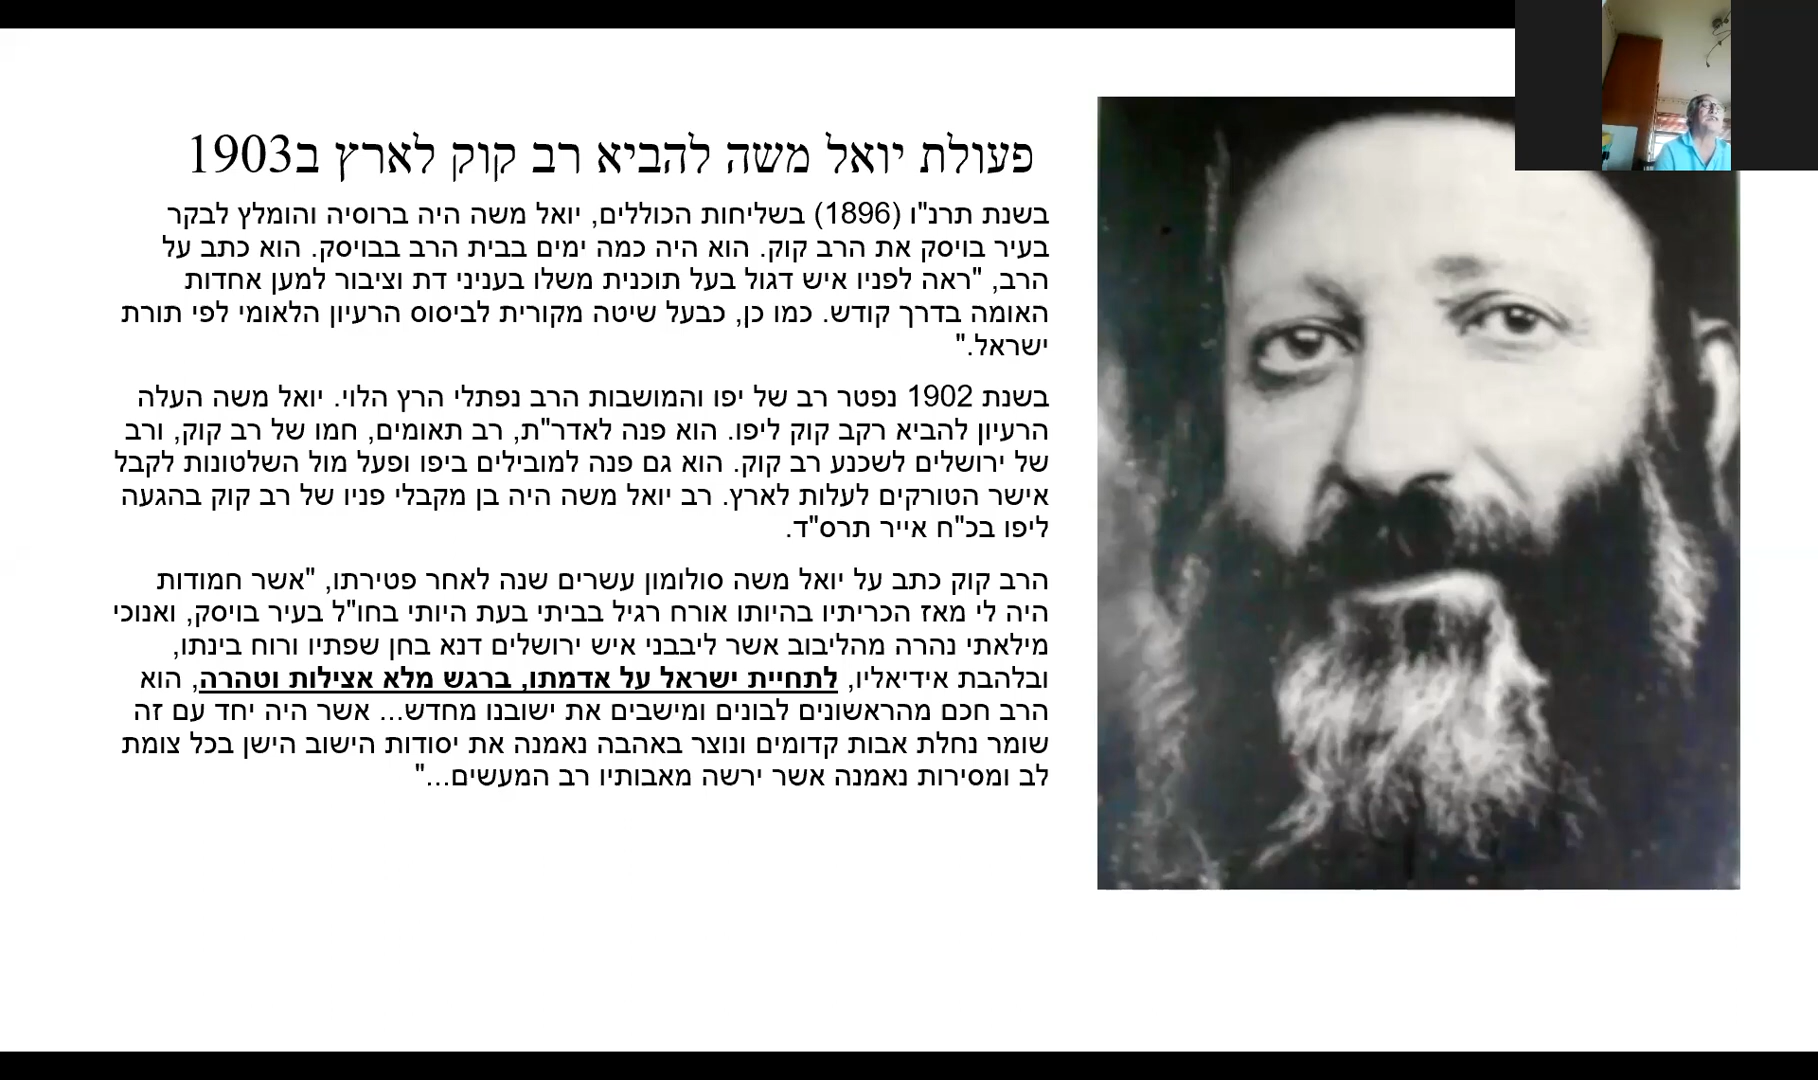 פעולת יואל משה להביא רב קוק לארץ ב1903
בשנת תרנ"ו (1896) בשליחות הכוללים, יואל משה היה ברוסיה והומלץ לבקר
בעיר בויסק את הרב קוק. הוא היה כמה ימים בבית הרב בבויסק. הוא כתב על
הרב, "ראה לפניו איש דגול בעל תוכנית משלו בעניני דת וציבור למען אחדות
האומה בדרך קודש. כמו כן, כבעל שיטה מקורית לביסוס הרעיון הלאומי לפי תורת
ישראל."
בשנת 1902 נפטר רב של יפו והמושבות הרב נפתלי הרץ הלוי. יואל משה העלה
הרעיון להביא רקב קוק ליפו. הוא פנה לאדר"ת, רב תאומים, חמו של רב קוק, ורב
של ירושלים לשכנע רב קוק. הוא גם פנה למובילים ביפו ופעל מול השלטונות לקבל
אישר הטורקים לעלות לארץ. רב יואל משה היה בן מקבלי פניו של רב קוק בהגעה
ליפו בכ"ח אייר תרס"ד.
הרב קוק כתב על יואל משה סולומון עשרים שנה לאחר פטירתו, "אשר חמודות
היה לי מאז הכריתיו בהיותו אורח רגיל בביתי בעת היותי בחו"ל בעיר בויסק, ואנוכי
מילאתי נהרה מהליבוב אשר ליבבני איש ירושלים דנא בחן שפתיו ורוח בינתו,
ובלהבת אידיאליו, לתחיית ישראל על אדמתו, ברגש מלא אצילות וטהרה, הוא
הרב חכם מהראשונים לבונים ומישבים את ישובנו מחדש... אשר היה יחד עם זה
שומר נחלת אבות קדומים ונוצר באהבה נאמנה את יסודות הישוב הישן בכל צומת
לב ומסירות נאמנה אשר ירשה מאבותיו רב המעשים..."